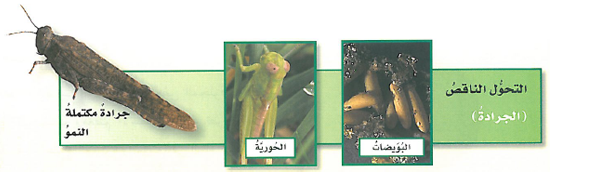 التحوُّل الناقصُ
(الجرادةُ)
البُوَيضاتُ
الحُوريَّةُ
جرادةٌ مكتملةُ
النموِّ